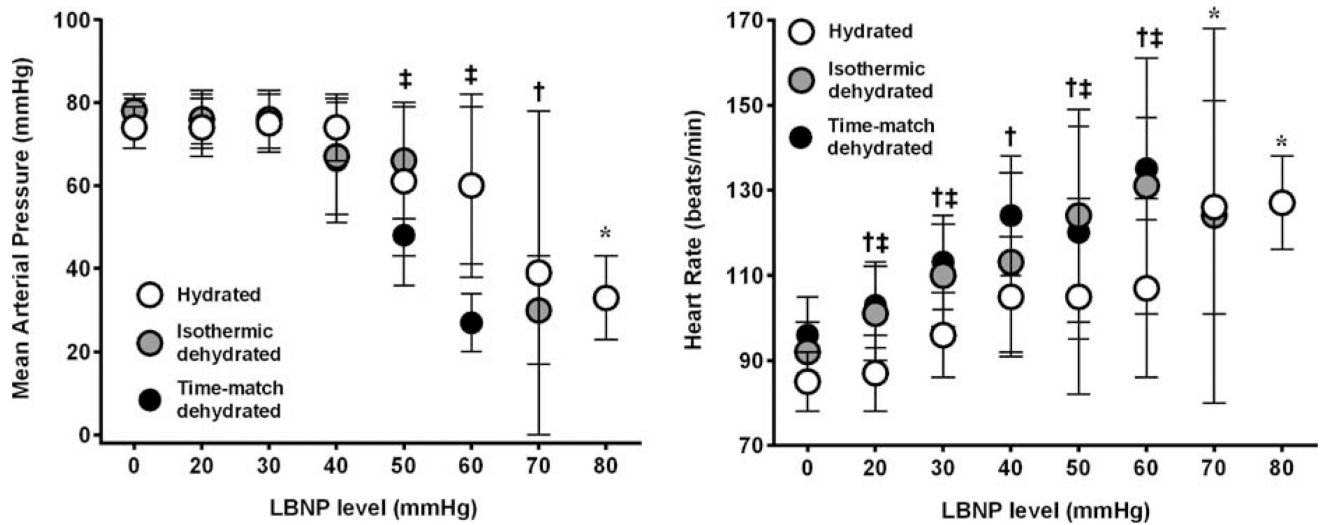 Mean Arterial Pressure (mmHg)
100
80
60
40
20
0
‡
‡
†
*
Hydrated
Isothermic
dehydrated
Time-match
dehydrated
0 20 30 40 50 60 70 80
LBNP level (mmHg)
Heart Rate (beats/min)
170
150
130
110
90
70
Hydrated
Isothermic
dehydrated
Time-match
dehydrated
†‡
†‡
†
†‡
†‡
*
*
0 20 30 40 50 60 70 80
LBNP level (mmHg)